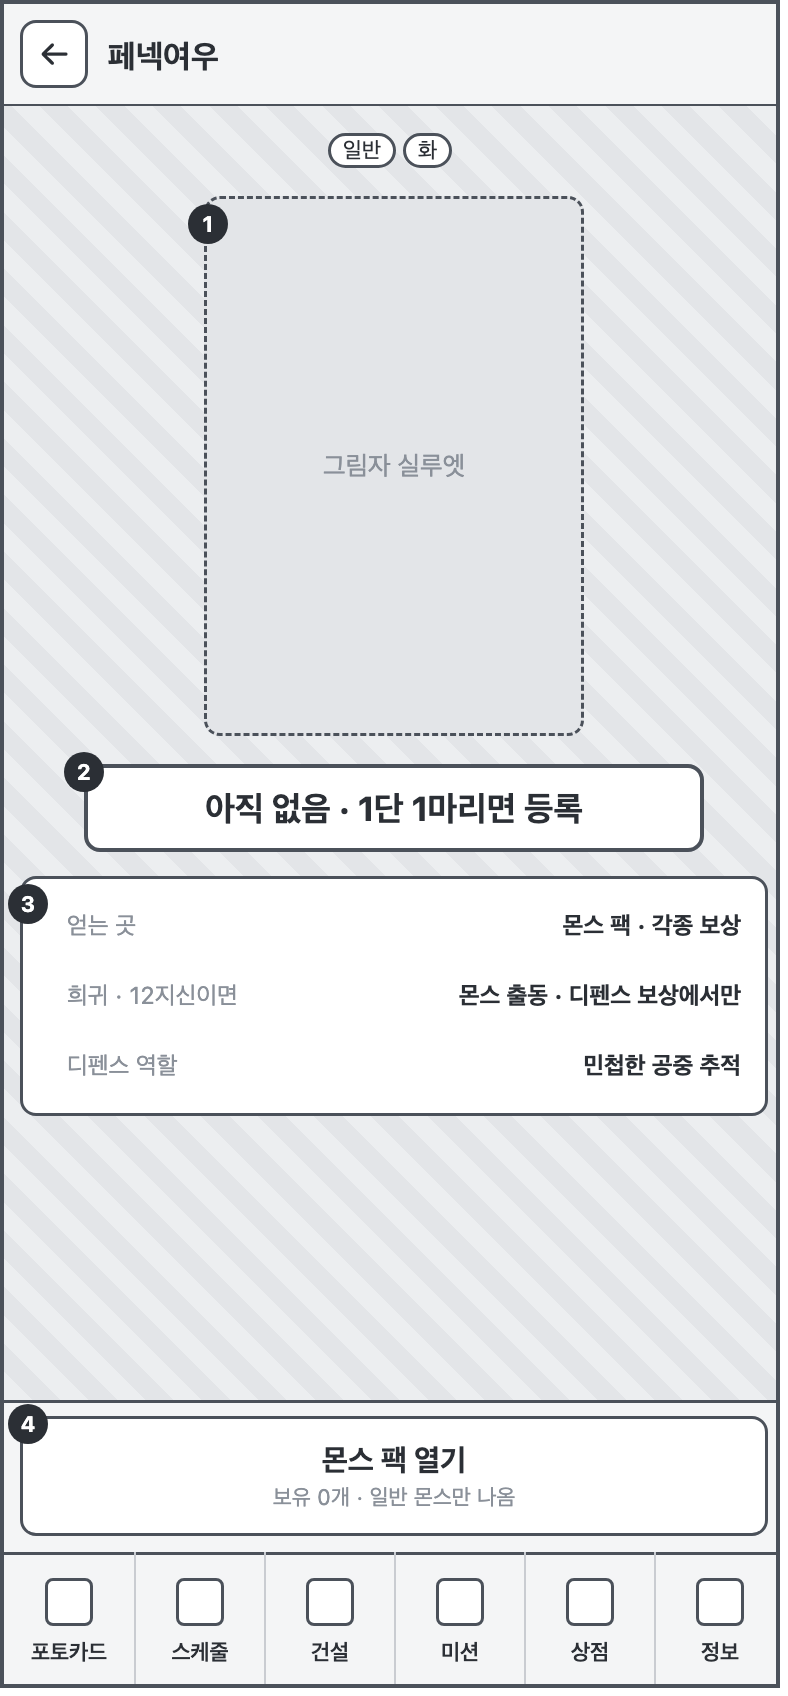 페넥여우
일반 화
1
그림자 실루엣
2
아직 없음 · 1단 1마리면 등록
3
얻는 곳 몬스 팩 · 각종 보상
희귀 · 12지신이면 몬스 출동 · 디펜스 보상에서만
디펜스 역할 민첩한 공중 추적
4
몬스 팩 열기
보유 0개 · 일반 몬스만 나옴
포토카드 스케줄 건설 미션 상점 정보